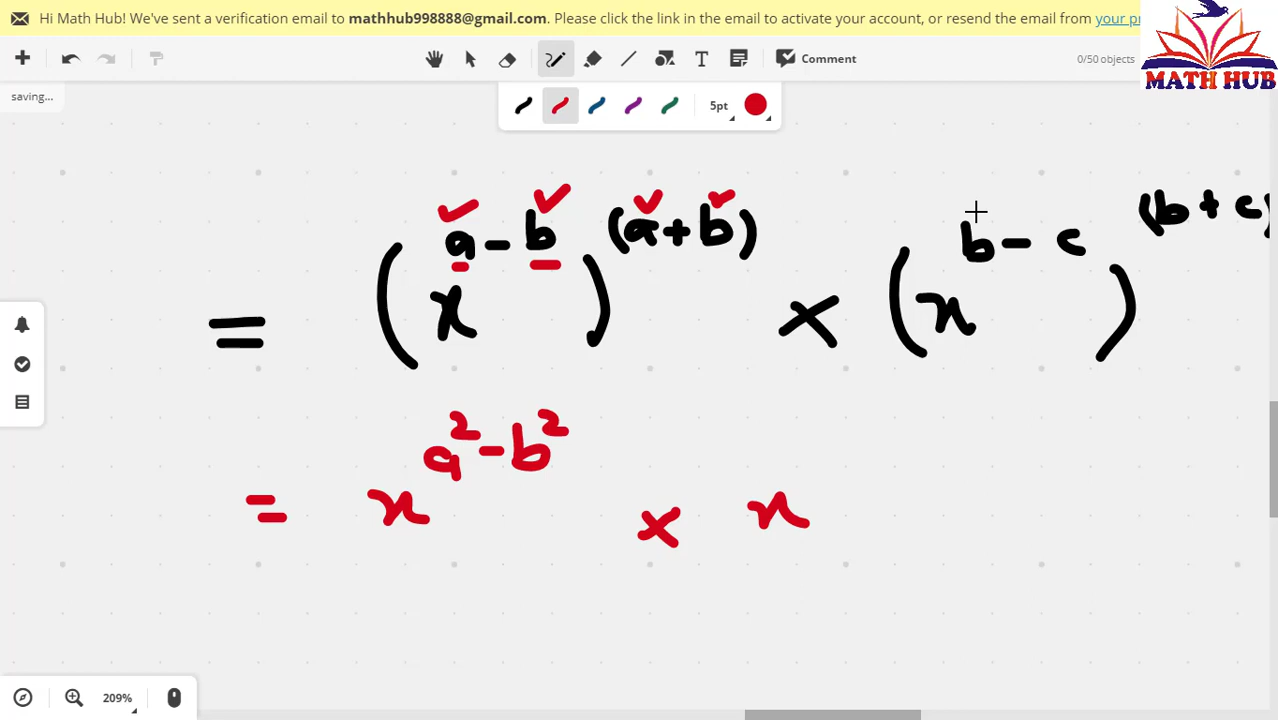 Hi Math Hub! We've sent a verification email to mathhub998888@gmail.com. Please click the link in the email to activate your account, or resend the email from your pr
MATH HUB
Comment
0/50 objects
saving...
5pt
= (x^{a-b})^{(a+b)} × (x^{b-c})^{(b+c)
= x^{a²-b²} × x
209%